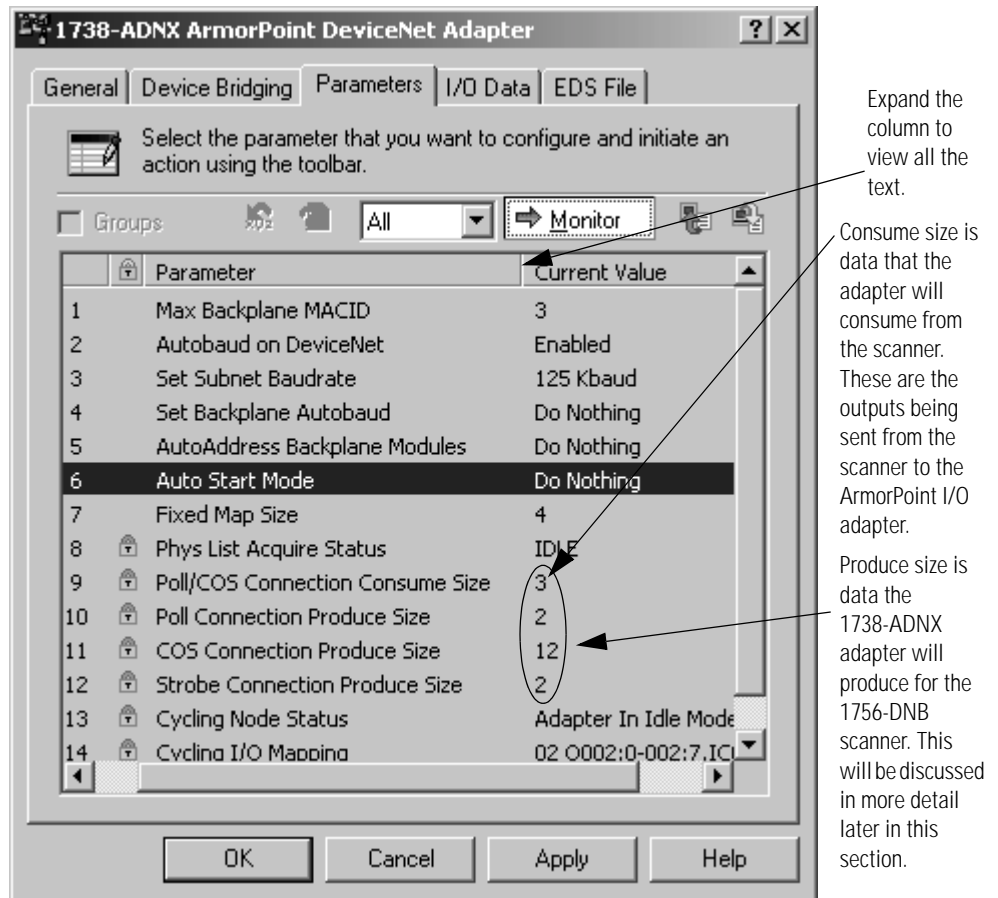 1738-ADNX ArmorPoint DeviceNet Adapter
General Device Bridging Parameters I/O Data EDS File
Select the parameter that you want to configure and initiate an
action using the toolbar.
Groups All Monitor
Parameter Current Value
1 Max Backplane MACID 3
2 Autobaud on DeviceNet Enabled
3 Set Subnet Baudrate 125 Kbaud
4 Set Backplane Autobaud Do Nothing
5 AutoAddress Backplane Modules Do Nothing
6 Auto Start Mode Do Nothing
7 Fixed Map Size 4
8 Phys List Acquire Status IDLE
9 Poll/COS Connection Consume Size 3
10 Poll Connection Produce Size 2
11 COS Connection Produce Size 12
12 Strobe Connection Produce Size 2
13 Cycling Node Status Adapter In Idle Mode
14 Cycling I/O Mapping 02 O002:0-002:7,
OK Cancel Apply Help
Expand the
column to
view all the
text.
Consume size is
data that the
adapter will
consume from
the scanner.
These are the
outputs being
sent from the
scanner to the
ArmorPoint I/O
adapter.
Produce size is
data the
1738-ADNX
adapter will
produce for the
1756-DNB
scanner. This
will be discussed
in more detail
later in this
section.